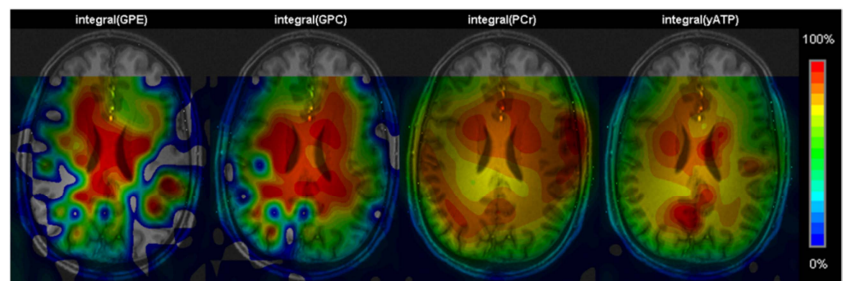 integral(GPE)
integral(GPC)
integral(PCr)
integral(yATP)
100%
0%